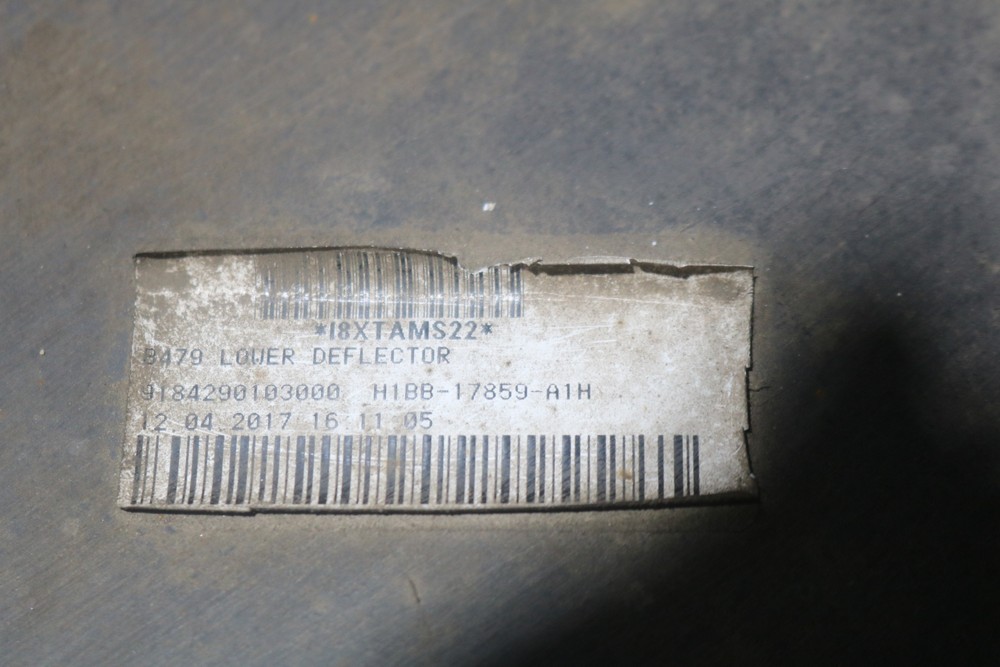 *I8XTAMS22*
B479 LOWER DEFLECTOR
9184290103000 H1BB-17859-A1H
12 04 2017 16 11 05